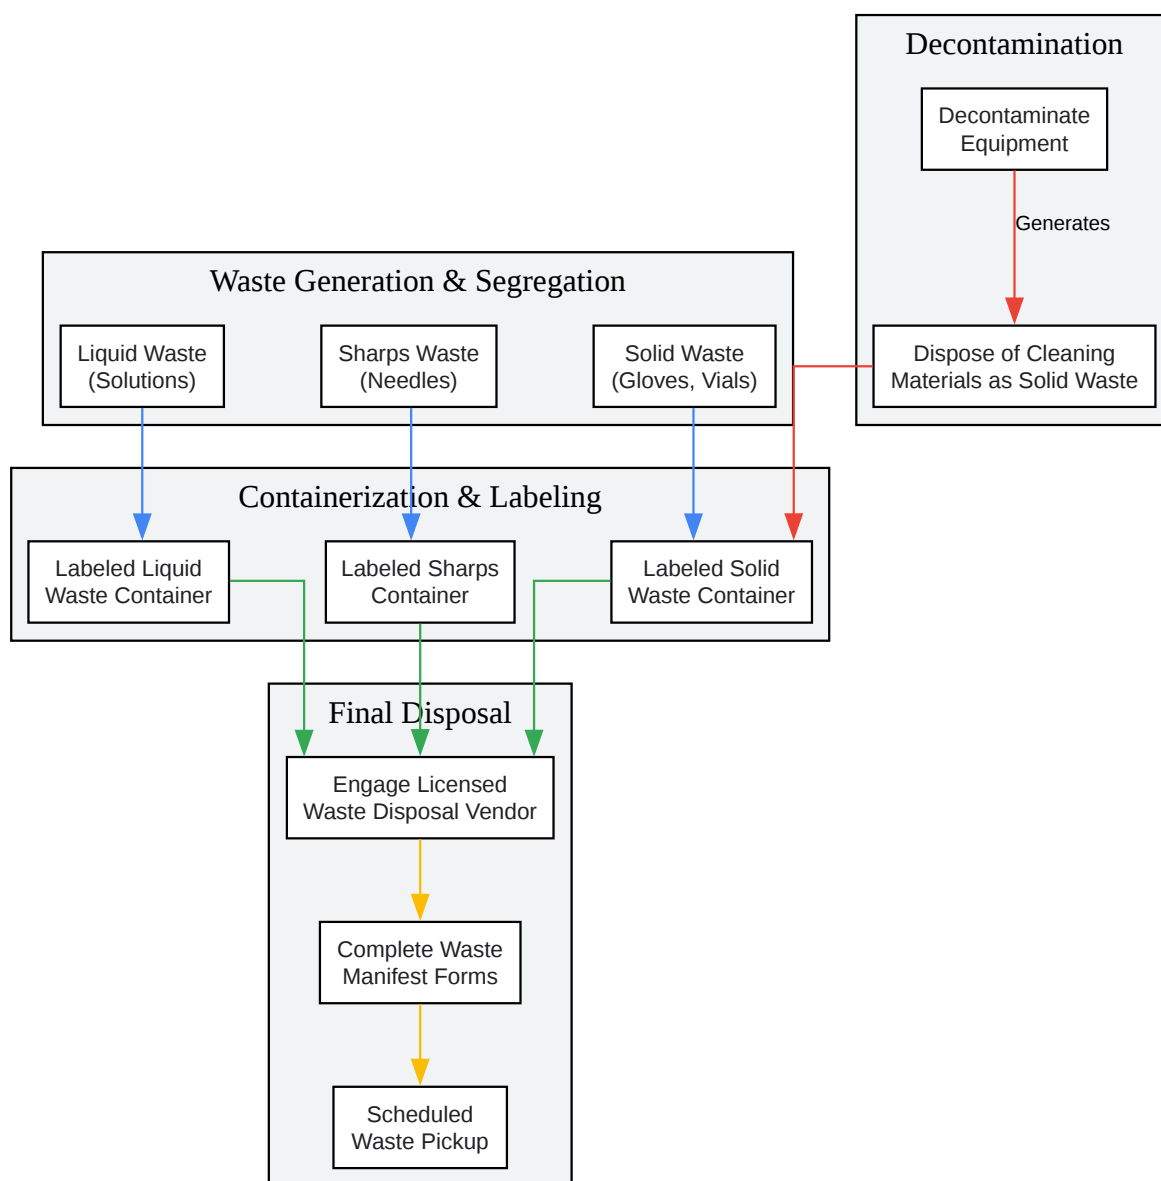 Decontamination
Decontaminate
Equipment
Generates
Waste Generation & Segregation
Liquid Waste
(Solutions)
Sharps Waste
(Needles)
Solid Waste
(Gloves, Vials)
Dispose of Cleaning
Materials as Solid Waste
Containerization & Labeling
Labeled Liquid
Waste Container
Labeled Sharps
Container
Labeled Solid
Waste Container
Final Disposal
Engage Licensed
Waste Disposal Vendor
Complete Waste
Manifest Forms
Scheduled
Waste Pickup